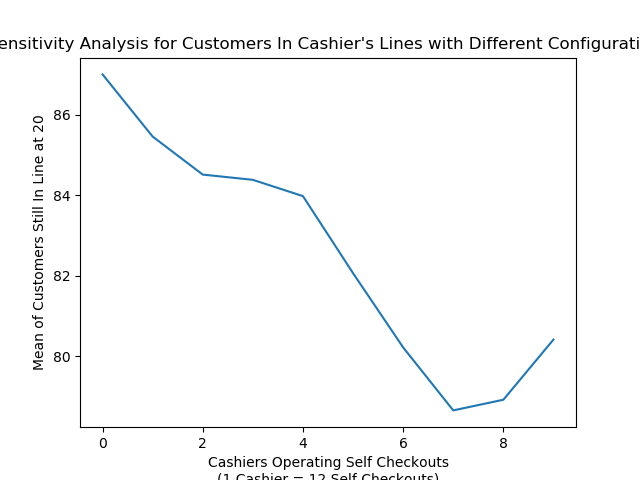 ensitivity Analysis for Customers In Cashier's Lines with Different Configurati
86
84
82
80
Mean of Customers Still In Line at 20
0 2 4 6 8
Cashiers Operating Self Checkouts
(1 Cashier = 12 Self Checkouts)